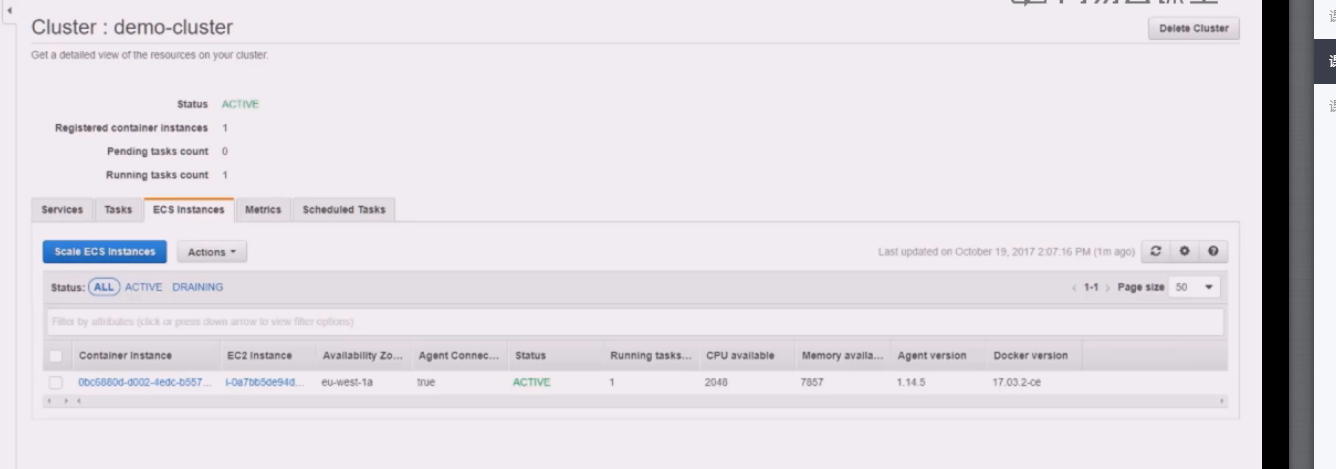 Cluster : demo-cluster
Delete Cluster
Get a detailed view of the resources on your cluster.
Status ACTIVE
Registered container instances 1
Pending tasks count 0
Running tasks count 1
Services Tasks ECS Instances Metrics Scheduled Tasks
Scale ECS Instances Actions Last updated on October 19, 2017 2:07:16 PM (1m ago)
Status: ALL ACTIVE DRAINING 1-1 Page size 50
Filter by attributes (click or press down arrow to view filter options)
Container Instance EC2 Instance Availability Zo... Agent Connec... Status Running tasks... CPU available Memory availa... Agent version Docker version
0bc6880d-d002-4edc-b557... i-0a7bb5de94d... eu-west-1a true ACTIVE 1 2048 7857 1.14.5 17.03.2-ce